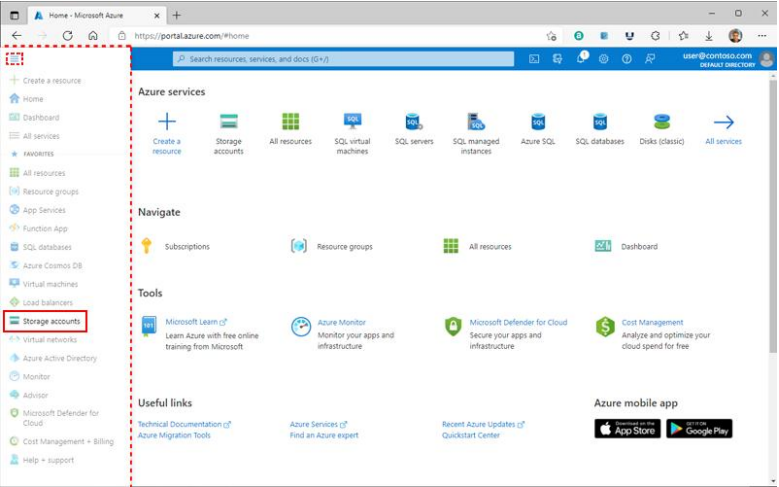 Home - Microsoft Azure
https://portal.azure.com/#home
Search resources, services, and docs (G+/)
user@contoso.com
DEFAULT DIRECTORY
Create a resource
Home
Dashboard
All services
FAVORITES
All resources
Resource groups
App Services
Function App
SQL databases
Azure Cosmos DB
Virtual machines
Load balancers
Storage accounts
Virtual networks
Azure Active Directory
Monitor
Advisor
Microsoft Defender for
Cloud
Cost Management + Billing
Help + support
Azure services
Create a
resource
Storage
accounts
All resources
SQL virtual
machines
SQL servers
SQL managed
instances
Azure SQL
SQL databases
Disks (classic)
All services
Navigate
Subscriptions
Resource groups
All resources
Dashboard
Tools
Microsoft Learn
Learn Azure with free online
training from Microsoft
Azure Monitor
Monitor your apps and
infrastructure
Microsoft Defender for Cloud
Secure your apps and
infrastructure
Cost Management
Analyze and optimize your
cloud spend for free
Useful links
Technical Documentation
Azure Services
Recent Azure Updates
Azure Migration Tools
Find an Azure expert
Quickstart Center
Azure mobile app
Download on the
App Store
GET IT ON
Google Play